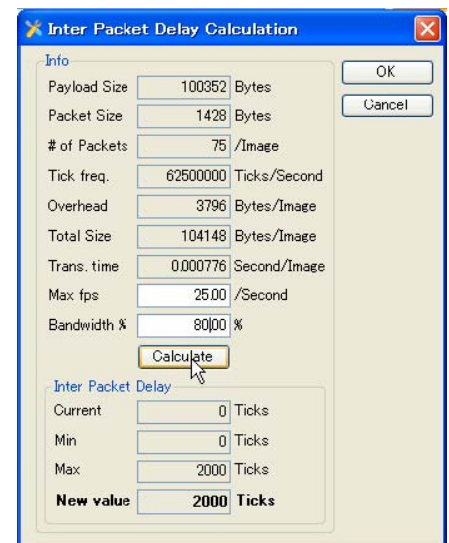 Inter Packet Delay Calculation
Info
Payload Size 100352 Bytes
Packet Size 1428 Bytes
# of Packets 75 /Image
Tick freq. 62500000 Ticks/Second
Overhead 3796 Bytes/Image
Total Size 104148 Bytes/Image
Trans. time 0.000776 Second/Image
Max fps 25.00 /Second
Bandwidth % 80.00 %
Calculate
Inter Packet Delay
Current 0 Ticks
Min 0 Ticks
Max 2000 Ticks
New value 2000 Ticks
OK
Cancel